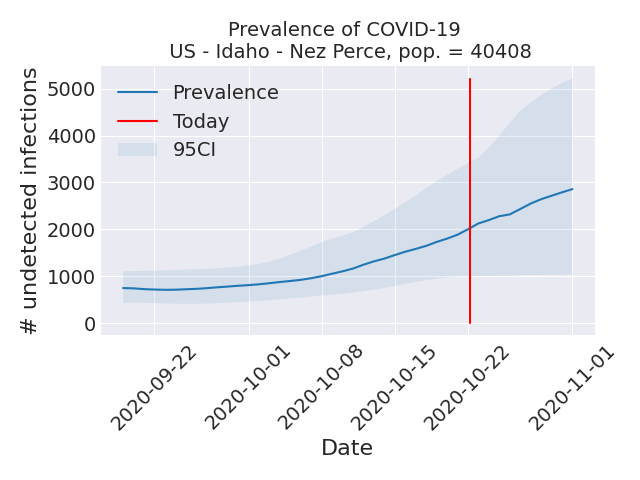 Prevalence of COVID-19
US - Idaho - Nez Perce, pop. = 40408
Prevalence
Today
95CI
# undetected infections
5000
4000
3000
2000
1000
0
2020-09-22
2020-10-01
2020-10-08
2020-10-15
2020-10-22
2020-11-01
Date